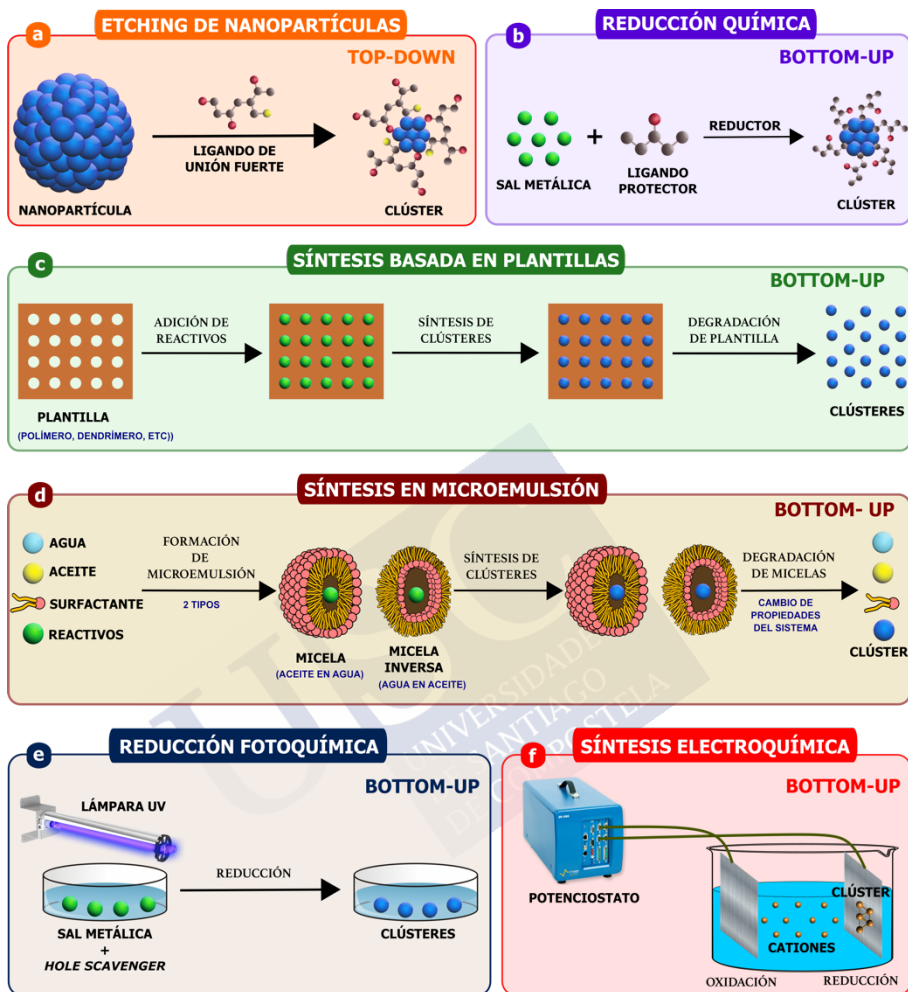 a
ETCHING DE NANOPARTÍCULAS
TOP-DOWN
LIGANDO DE
UNIÓN FUERTE
NANOPARTÍCULA
CLÚSTER
b
REDUCCIÓN QUÍMICA
BOTTOM-UP
+
REDUCTOR
SAL METÁLICA
LIGANDO
PROTECTOR
CLÚSTER
c
SÍNTESIS BASADA EN PLANTILLAS
BOTTOM-UP
ADICIÓN DE
REACTIVOS
SÍNTESIS DE
CLÚSTERES
DEGRADACIÓN
DE PLANTILLA
PLANTILLA
(POLÍMERO, DENDRÍMERO, ETC))
CLÚSTERES
d
SÍNTESIS EN MICROEMULSIÓN
BOTTOM- UP
AGUA
ACEITE
SURFACTANTE
REACTIVOS
FORMACIÓN
DE
MICROEMULSIÓN
2 TIPOS
MICELA
(ACEITE EN AGUA)
MICELA
INVERSA
(AGUA EN ACEITE)
SÍNTESIS DE
CLÚSTERES
DEGRADACIÓN
DE MICELAS
CAMBIO DE
PROPIEDADES
DEL SISTEMA
CLÚSTER
USC
UNIVERSIDADE
DE SANTIAGO
DE COMPOSTELA
e
REDUCCIÓN FOTOQUÍMICA
BOTTOM-UP
LÁMPARA UV
REDUCCIÓN
SAL METÁLICA
+
HOLE SCAVENGER
CLÚSTERES
f
SÍNTESIS ELECTROQUÍMICA
BOTTOM-UP
POTENCIOSTATO
CLÚSTER
CATIONES
OXIDACIÓN
REDUCCIÓN